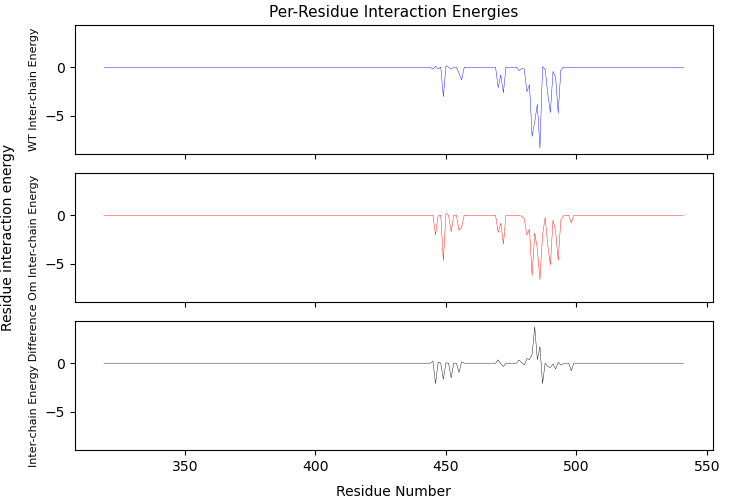 Per-Residue Interaction Energies
Residue interaction energy
WT Inter-chain Energy
0
−5
Om Inter-chain Energy
0
−5
Inter-chain Energy Difference
0
−5
350
400
450
500
550
Residue Number